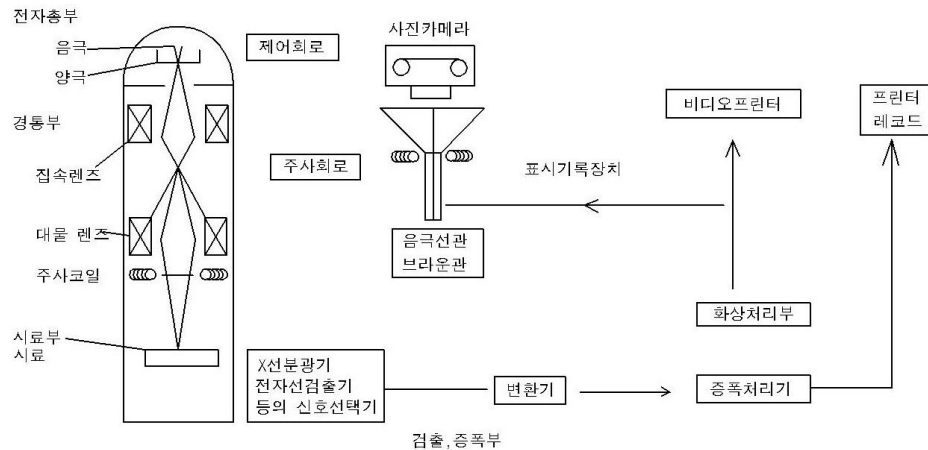 전자총부
음극
양극
경통부
집속렌즈
대물 렌즈
주사코일
시료부
시료
제어회로
주사회로
사진카메라
음극선관
브라운관
표시기록장치
비디오프린터
프린터
레코드
화상처리부
X선분광기
전자선검출기
등의 신호선택기
변환기
증폭처리기
검출,증폭부